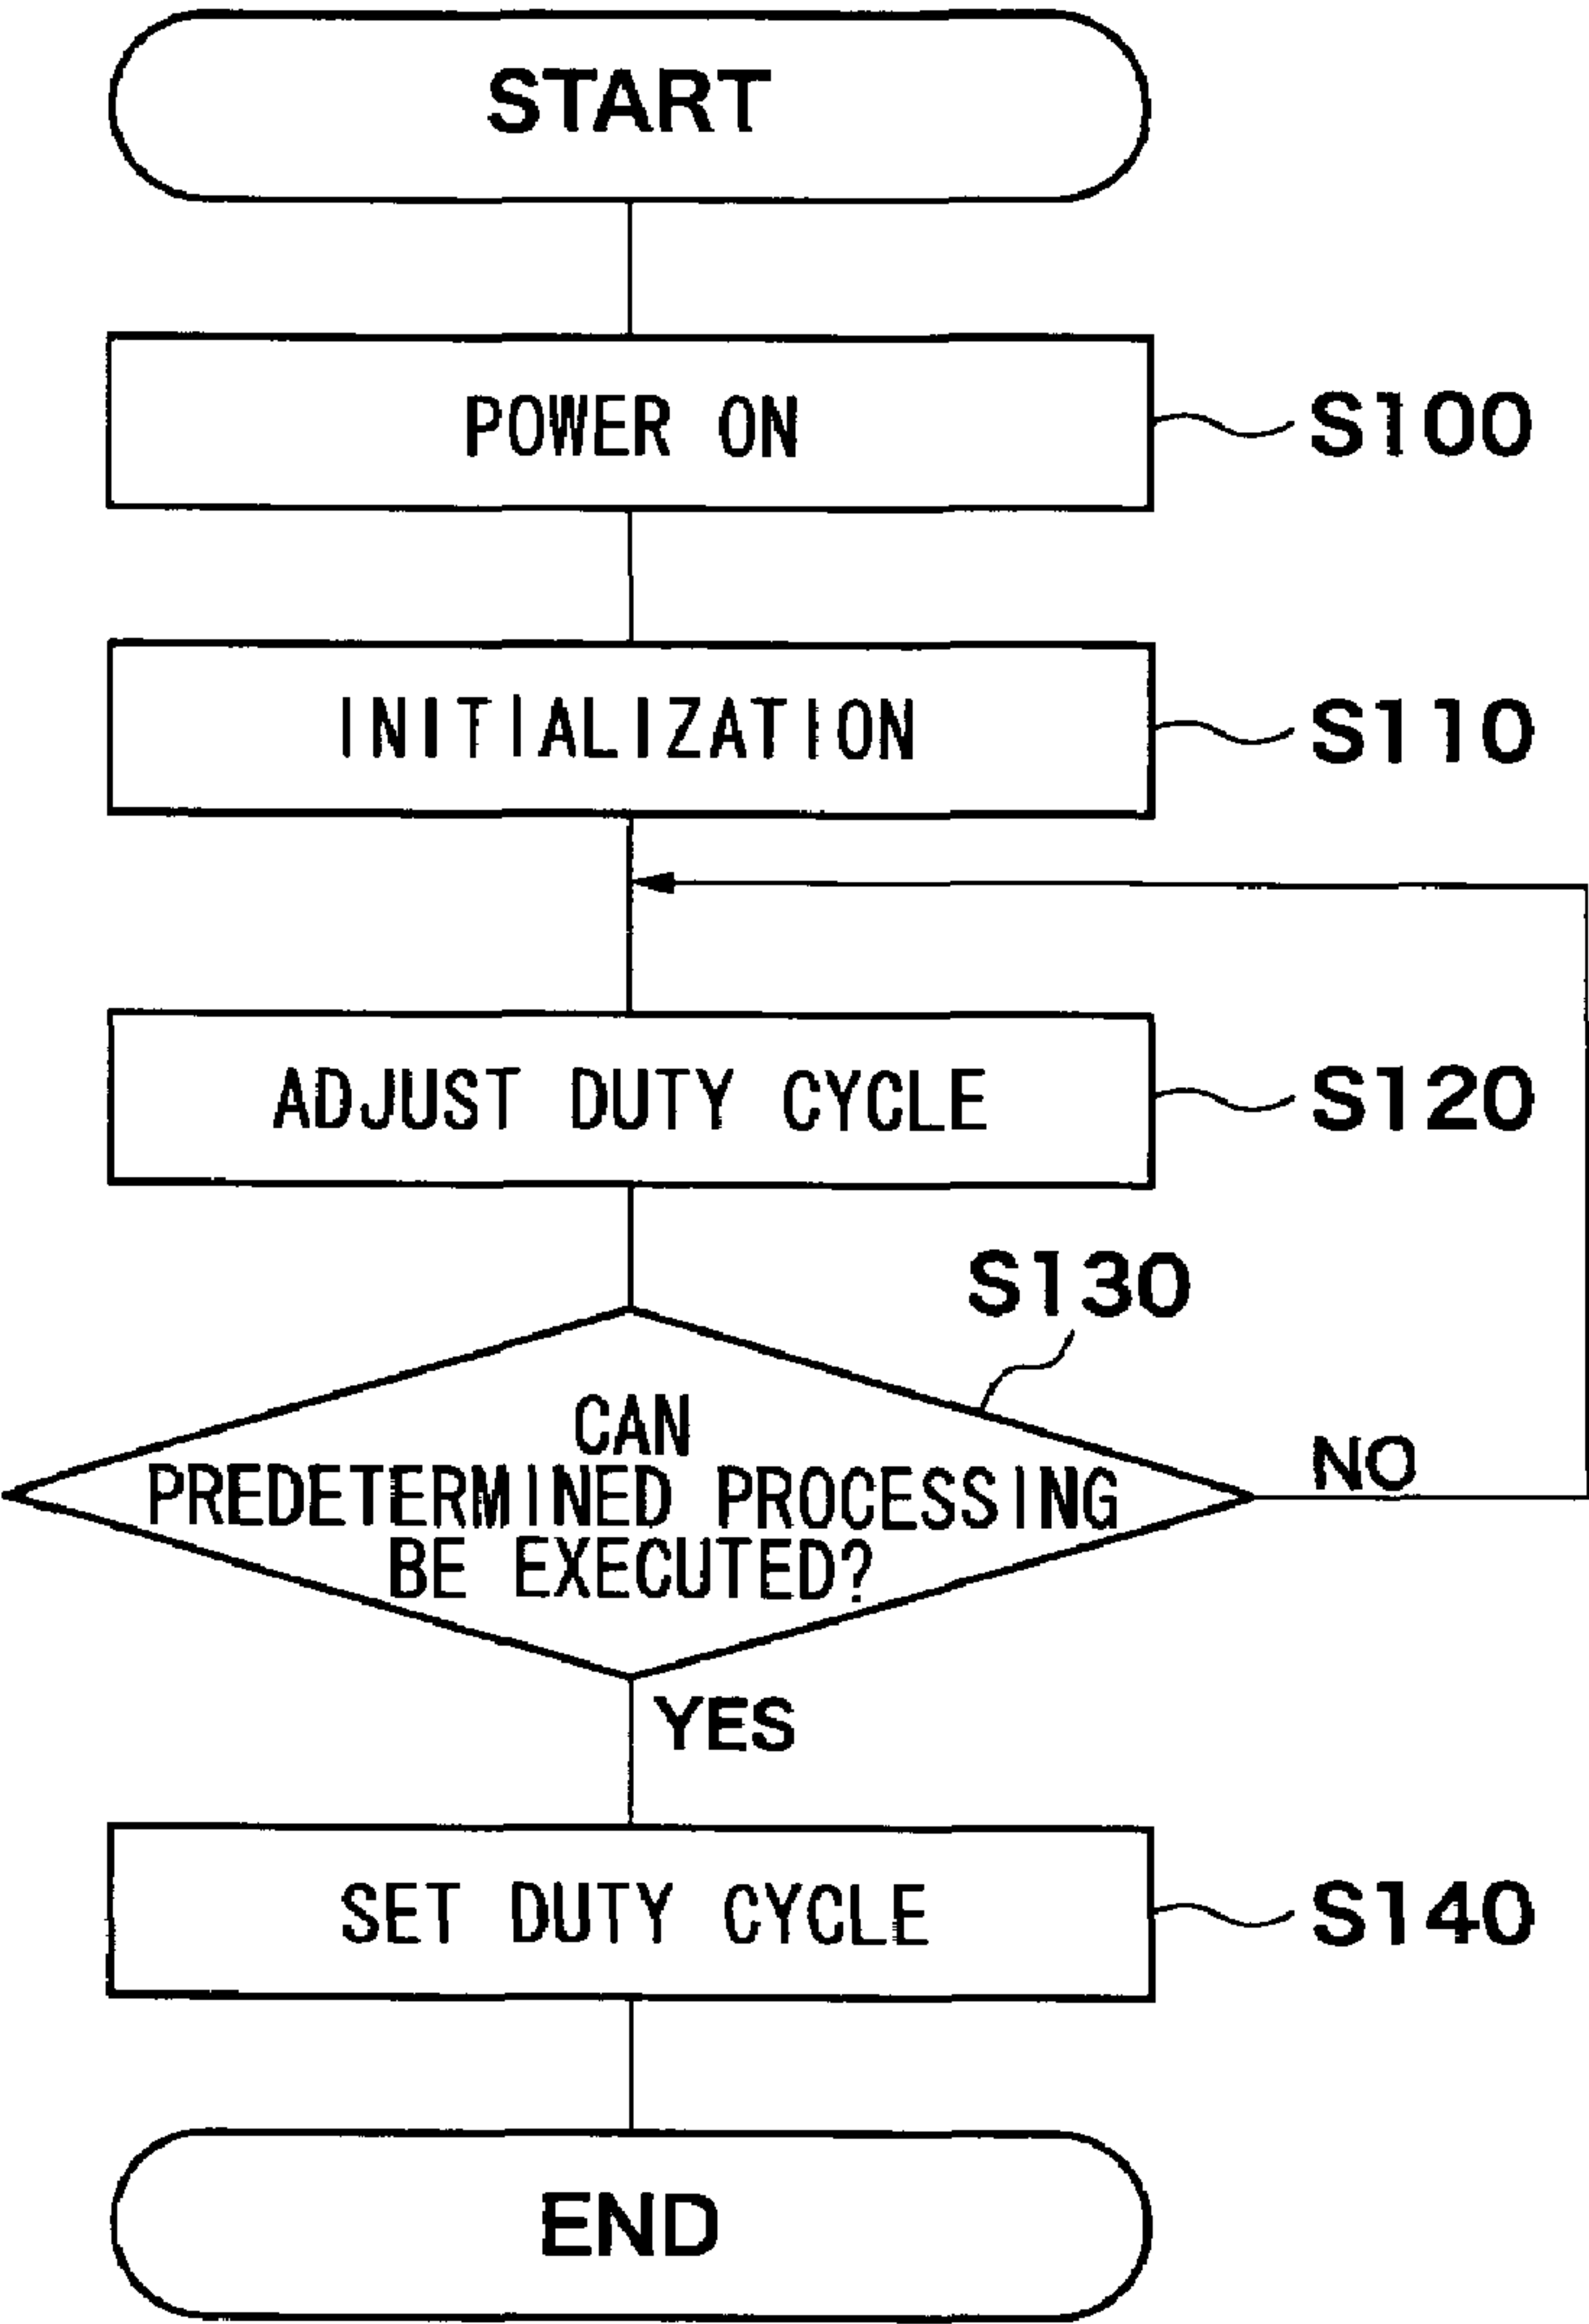 START
POWER ON
S100
INITIALIZATION
S110
ADJUST DUTY CYCLE
S120
S130
CAN
PREDETERMINED PROCESSING
BE EXECUTED?
NO
YES
SET DUTY CYCLE
S140
END